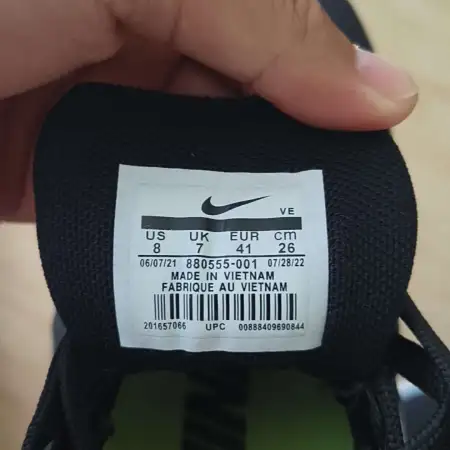 VE
US UK EUR cm
8 7 41 26
06/07/21 880555-001 07/28/22
MADE IN VIETNAM
FABRIQUE AU VIETNAM
201657066 UPC 00888409690844